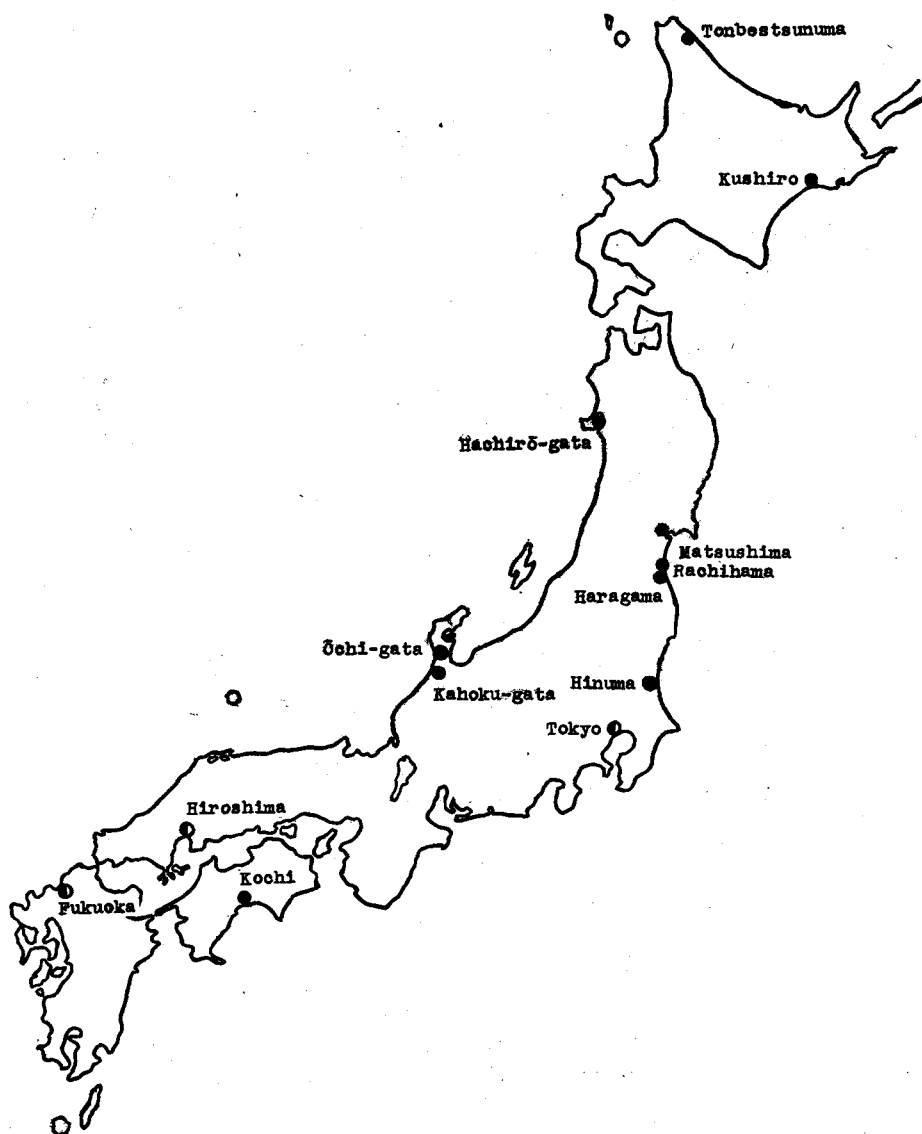 Tonbestsunuma
Kushiro
Hachirō-gata
Matsushima
Rachihama
Haragama
Ōchi-gata
Kahoku-gata
Hinuma
Tokyo
Hiroshima
Kochi
Fukuoka